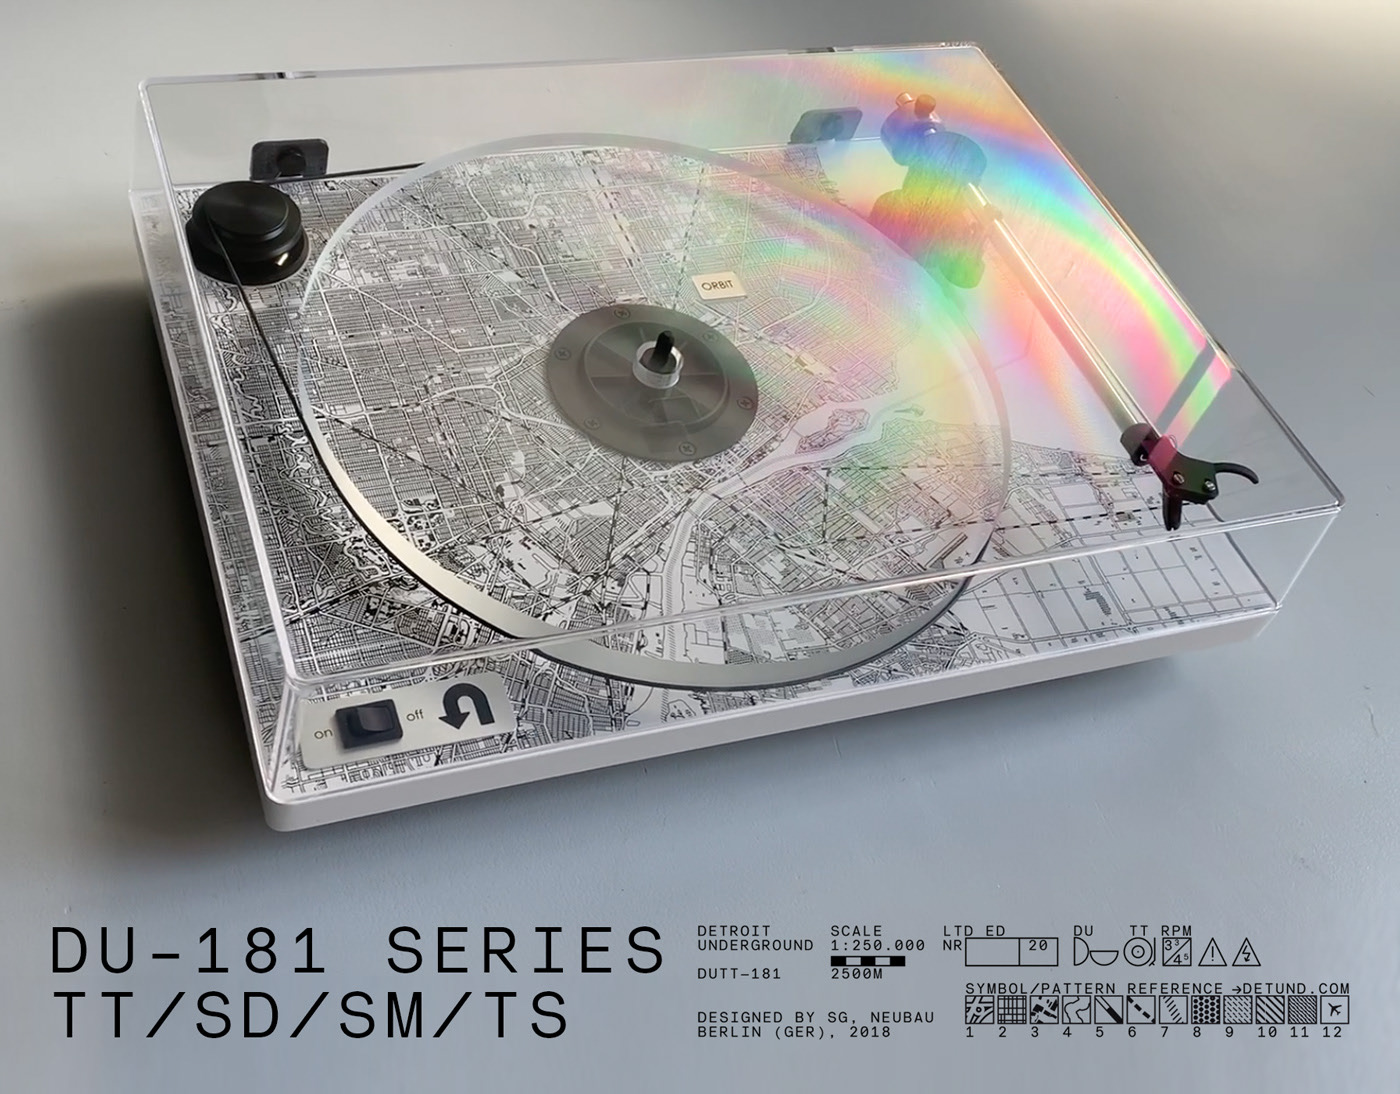 ORBIT
on
off
DU-181 SERIES
TT/SD/SM/TS
DETROIT
UNDERGROUND
DUTT-181
DESIGNED BY SG, NEUBAU
BERLIN (GER), 2018
SCALE
1:250.000
2500M
LTD ED
NR
20
DU TT RPM
33
45
SYMBOL/PATTERN REFERENCE →DETUND.COM
1 2 3 4 5 6 7 8 9 10 11 12